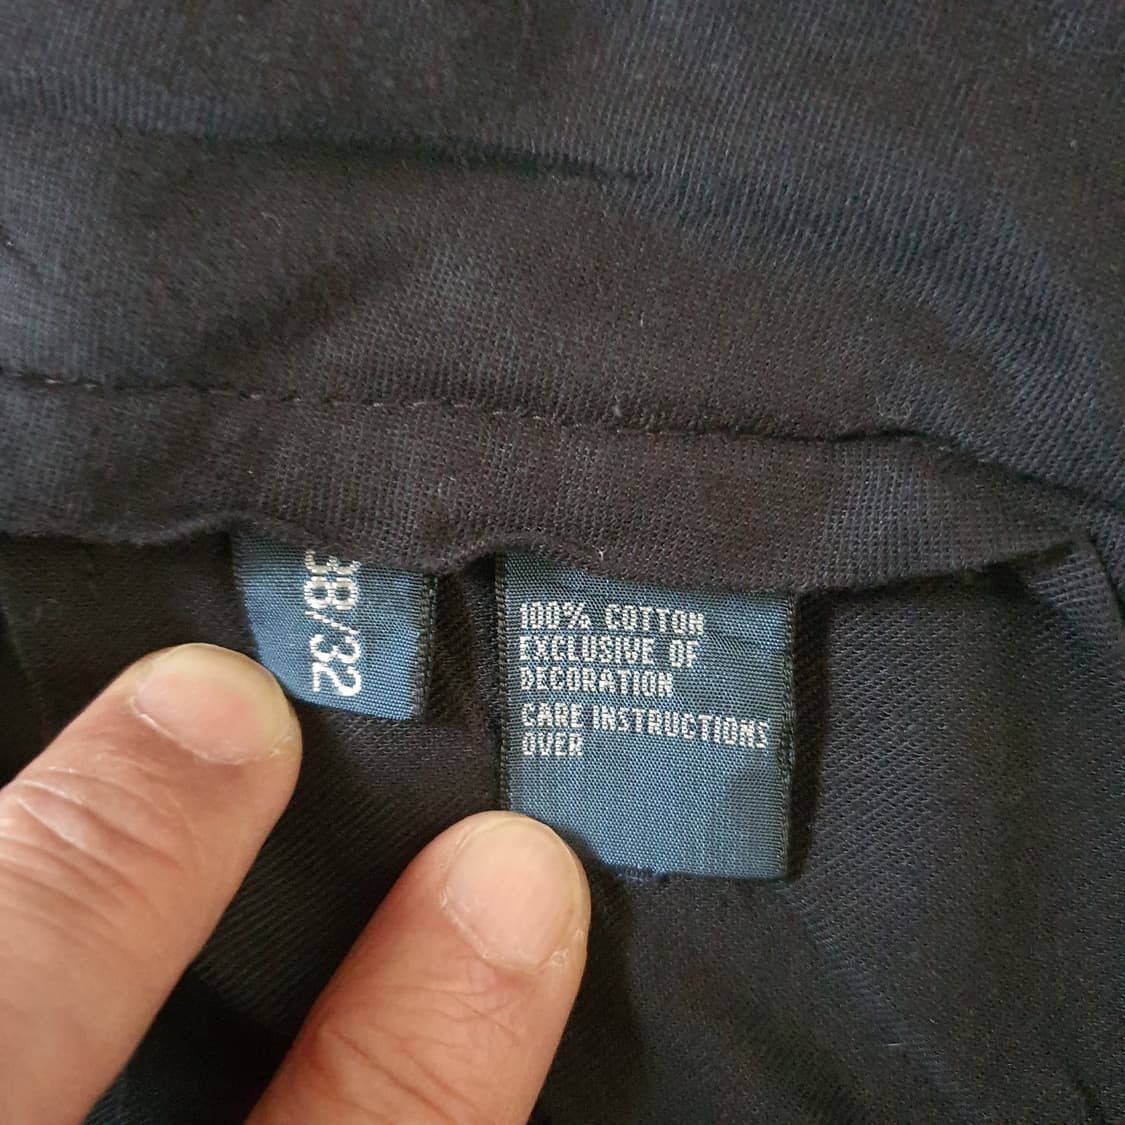 38/32
100% COTTON
EXCLUSIVE OF
DECORATION
CARE INSTRUCTIONS
OVER